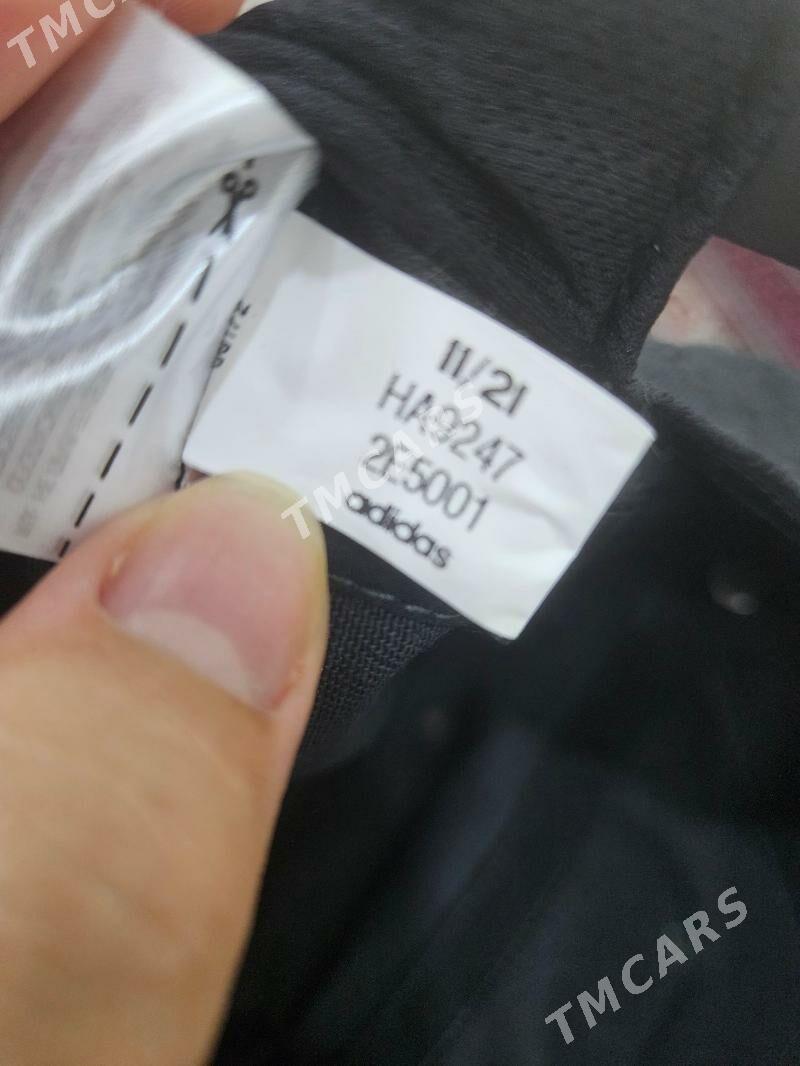 TMCARS
11/21
HA9247
2E5001
adidas
TMCARS
TMCARS